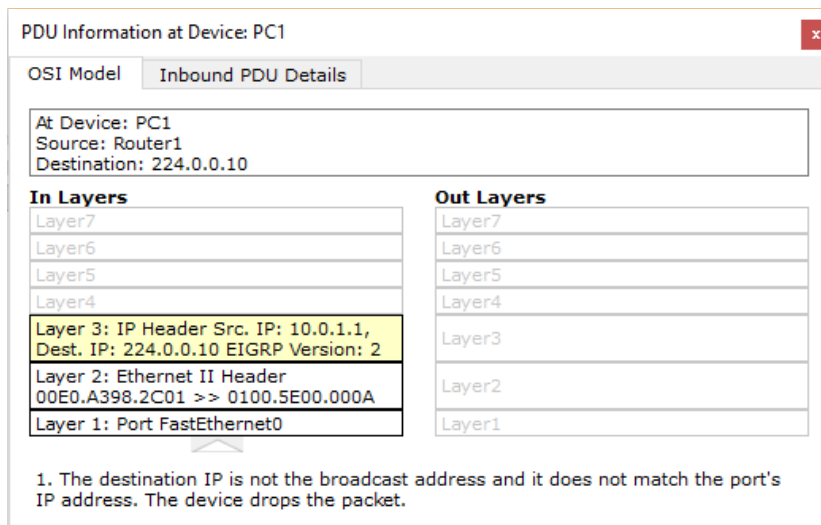 PDU Information at Device: PC1
x
OSI Model
Inbound PDU Details
At Device: PC1
Source: Router1
Destination: 224.0.0.10
In Layers
Layer7
Layer6
Layer5
Layer4
Layer 3: IP Header Src. IP: 10.0.1.1,
Dest. IP: 224.0.0.10 EIGRP Version: 2
Layer 2: Ethernet II Header
00E0.A398.2C01 >> 0100.5E00.000A
Layer 1: Port FastEthernet0
Out Layers
Layer7
Layer6
Layer5
Layer4
Layer3
Layer2
Layer1
1. The destination IP is not the broadcast address and it does not match the port's
IP address. The device drops the packet.